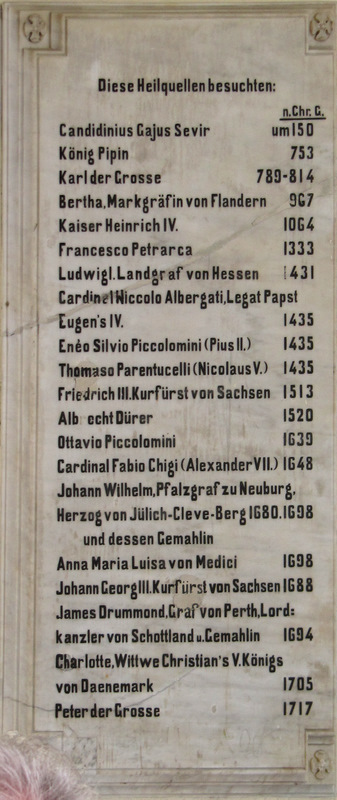 Diese Heilquellen besuchten:
n.Chr. G.
Candidinius Gajus Sevir um 150
König Pipin 753
Karl der Grosse 789-814
Bertha, Markgräfin von Flandern 967
Kaiser Heinrich IV. 1064
Francesco Petrarca 1333
Ludwig I. Landgraf von Hessen 1431
Cardinel Niccolo Albergati, Legat Papst
Eugen's IV. 1435
Enéo Silvio Piccolomini (Pius II.) 1435
Thomaso Parentucelli (Nicolaus V.) 1435
Friedrich III. Kurfürst von Sachsen 1513
Alb echt Dürer 1520
Ottavio Piccolomini 1639
Cardinal Fabio Chigi (Alexander VII.) 1648
Johann Wilhelm, Pfalzgraf zu Neuburg,
Herzog von Jülich-Cleve-Berg 1680. 1698
und dessen Gemahlin
Anna Maria Luisa von Medici 1698
Johann Georg III. Kurfürst von Sachsen 1688
James Drummond, Graf von Perth, Lord=
kanzler von Schottland u. Gemahlin 1694
Charlotte, Wittwe Christian's V. Königs
von Daenemark 1705
Peter der Grosse 1717